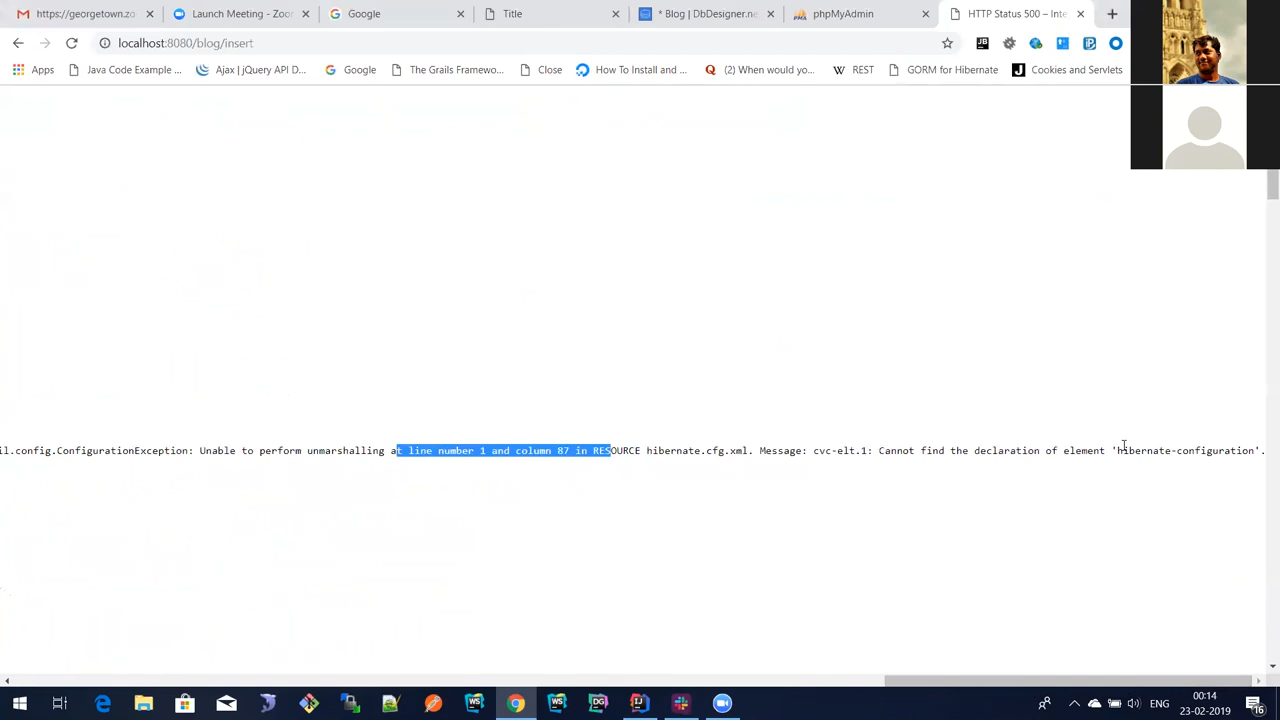 https://georgetown.zo
Launch Meeting - Zoo
Google
Title
* Blog | DbDesigner.ne
phpMyAdmin
HTTP Status 500 – Inte
localhost:8080/blog/insert
Apps
Java Code Example ...
Ajax | jQuery API D...
Google
The Grails Framewo...
Close
How To Install and ...
(2) When would yo...
REST
GORM for Hibernate
Cookies and Servlets
il.config.ConfigurationException: Unable to perform unmarshalling at line number 1 and column 87 in RESOURCE hibernate.cfg.xml. Message: cvc-elt.1: Cannot find the declaration of element 'hibernate-configuration'.
ENG
00:14
23-02-2019
16